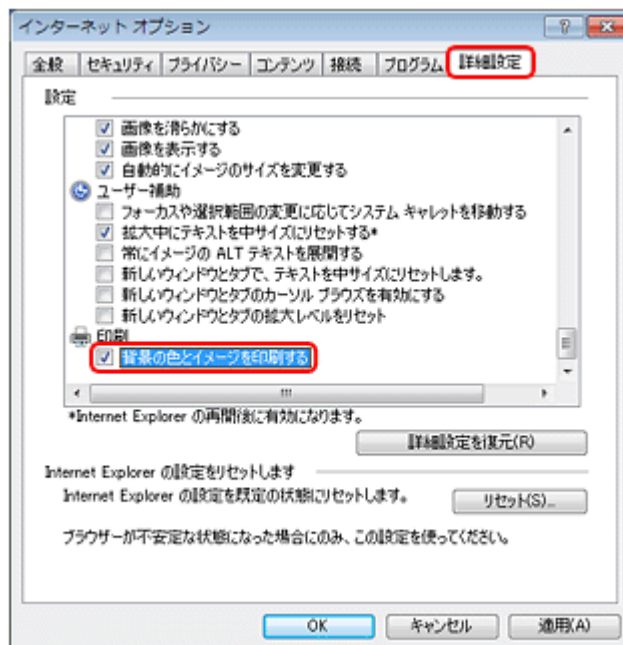 インターネット オプション
全般 セキュリティ プライバシー コンテンツ 接続 プログラム 詳細設定
設定
画像を滑らかにする
画像を表示する
自動的にイメージのサイズを変更する
ユーザー補助
フォーカスや選択範囲の変更に応じてシステム キャレットを移動する
拡大中にテキストを中サイズにリセットする*
常にイメージの ALT テキストを展開する
新しいウィンドウとタブで、テキストを中サイズにリセットします。
新しいウィンドウとタブのカーソル ブラウズを有効にする
新しいウィンドウとタブの拡大レベルをリセット
印刷
背景の色とイメージを印刷する
*Internet Explorer の再開後に有効になります。
詳細設定を復元(R)
Internet Explorer の設定をリセットします
Internet Explorer の設定を既定の状態にリセットします。
リセット(S)...
ブラウザーが不安定な状態になった場合にのみ、この設定を使ってください。
OK キャンセル 適用(A)